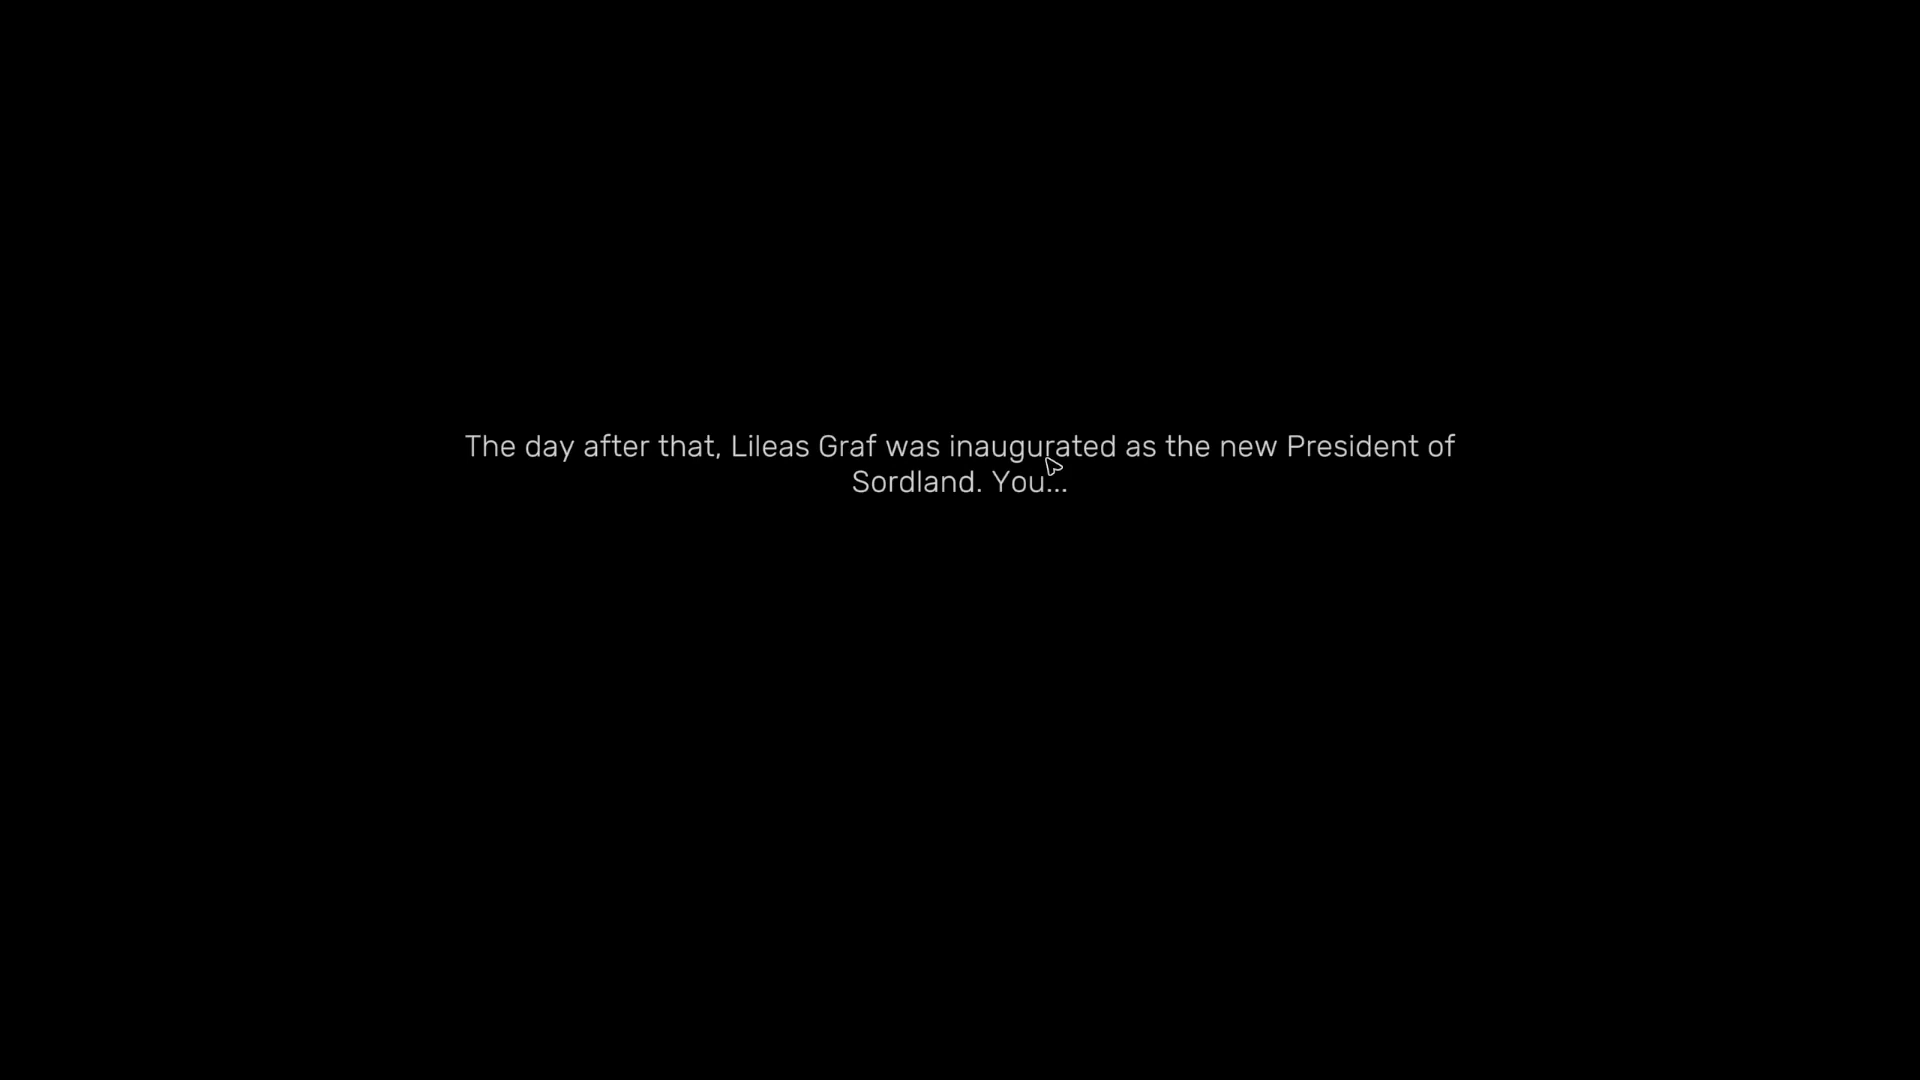 The day after that, Lileas Graf was inaugurated as the new President of
Sordland. You...